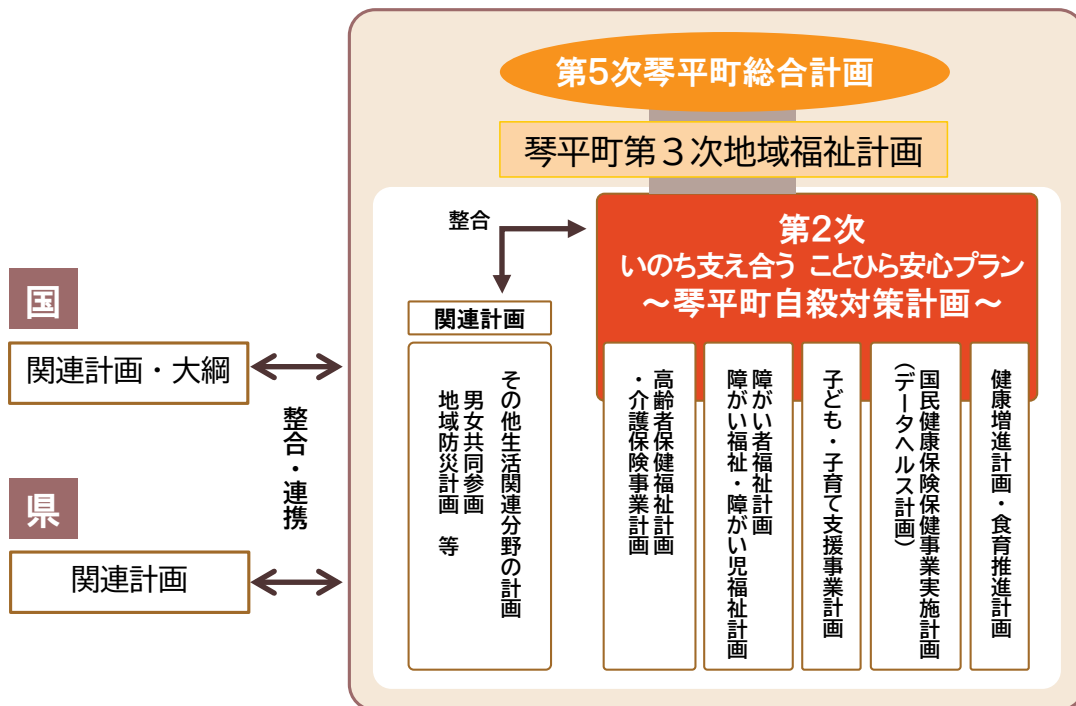 第5次琴平町総合計画
琴平町第３次地域福祉計画
整合
第2次
いのち支え合う ことひら安心プラン
～琴平町自殺対策計画～
国
関連計画・大綱
県
関連計画
整合・連携
関連計画
その他生活関連分野の計画
男女共同参画
地域防災計画 等
高齢者保健福祉計画
・介護保険事業計画
障がい者福祉計画
障がい福祉・障がい児福祉計画
子ども・子育て支援事業計画
国民健康保険保健事業実施計画
(データヘルス計画)
健康増進計画・食育推進計画